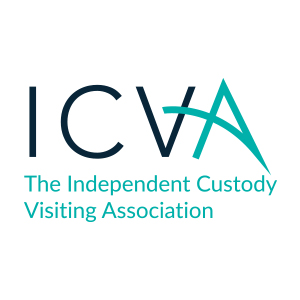 ICVA
The Independent Custody
Visiting Association